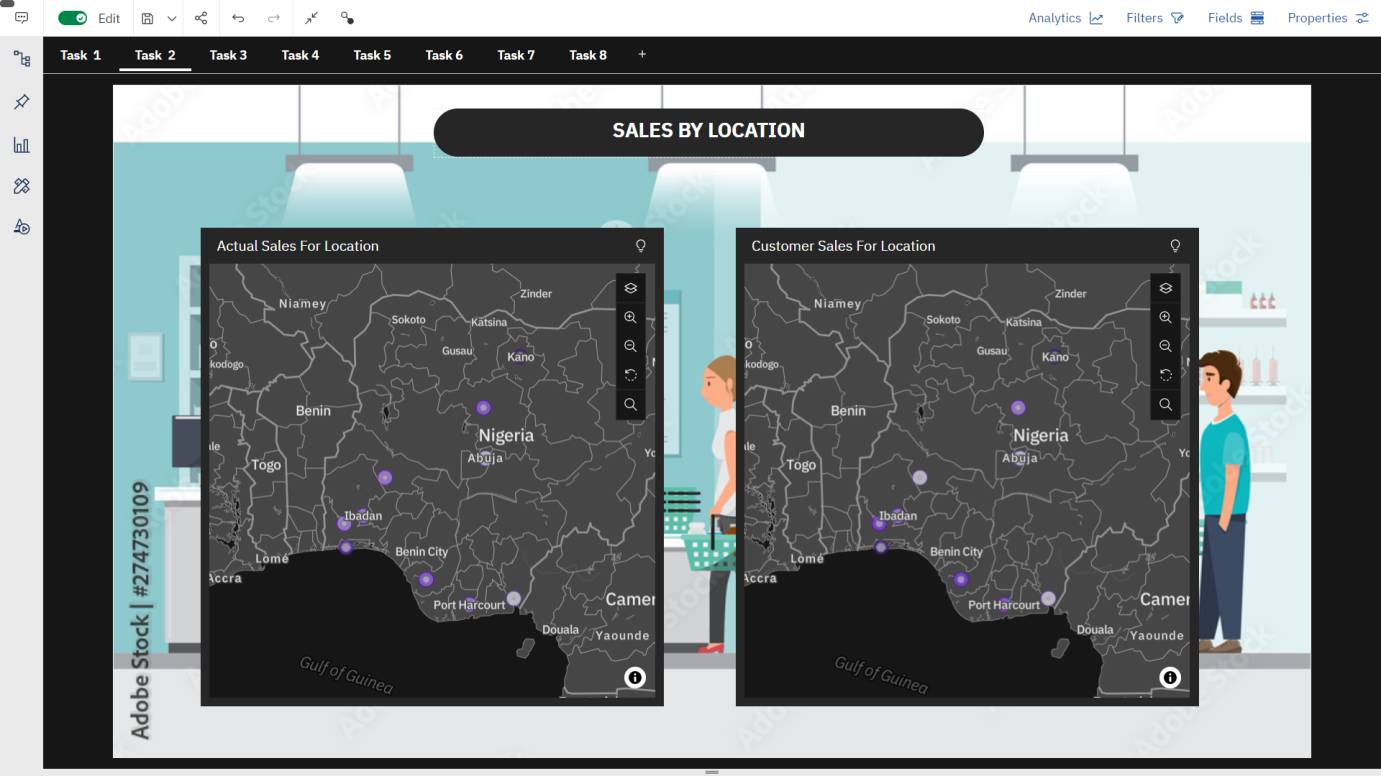 Edit
Analytics
Filters
Fields
Properties
Task 1
Task 2
Task 3
Task 4
Task 5
Task 6
Task 7
Task 8
+
SALES BY LOCATION
Actual Sales For Location
Niamey
Zinder
Sokoto
Katsina
Gusau
Kano
kodogo
Benin
Nigeria
Abuja
Togo
Ibadan
Lomé
Benin City
Accra
Port Harcourt
Camer
Douala
Yaounde
Gulf of Guinea
Customer Sales For Location
Niamey
Zinder
Sokoto
Katsina
Gusau
Kano
kodogo
Benin
Nigeria
Abuja
Togo
Ibadan
Lomé
Benin City
Accra
Port Harcourt
Camer
Douala
Yaounde
Gulf of Guinea
Adobe Stock | #274730109